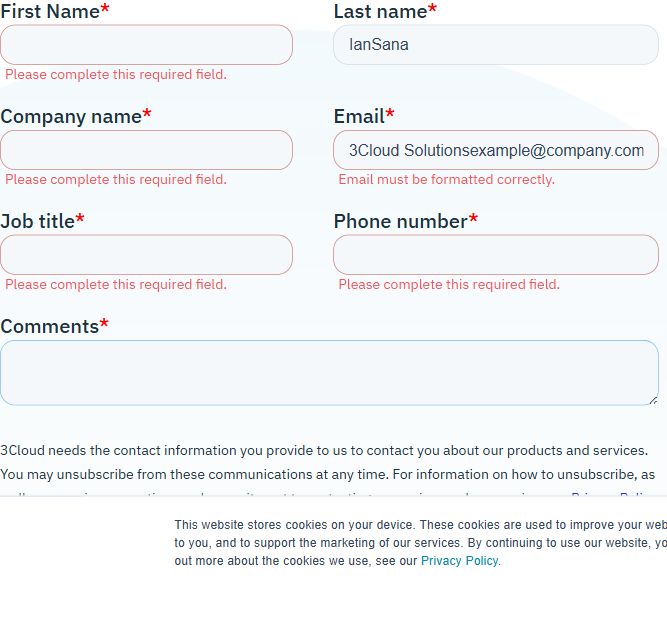 First Name* Last name*
IanSana
Please complete this required field.
Company name* Email*
3Cloud Solutionsexample@company.com
Please complete this required field. Email must be formatted correctly.
Job title* Phone number*
Please complete this required field. Please complete this required field.
Comments*
3Cloud needs the contact information you provide to us to contact you about our products and services.
You may unsubscribe from these communications at any time. For information on how to unsubscribe, as
This website stores cookies on your device. These cookies are used to improve your web
to you, and to support the marketing of our services. By continuing to use our website, yo
out more about the cookies we use, see our Privacy Policy.